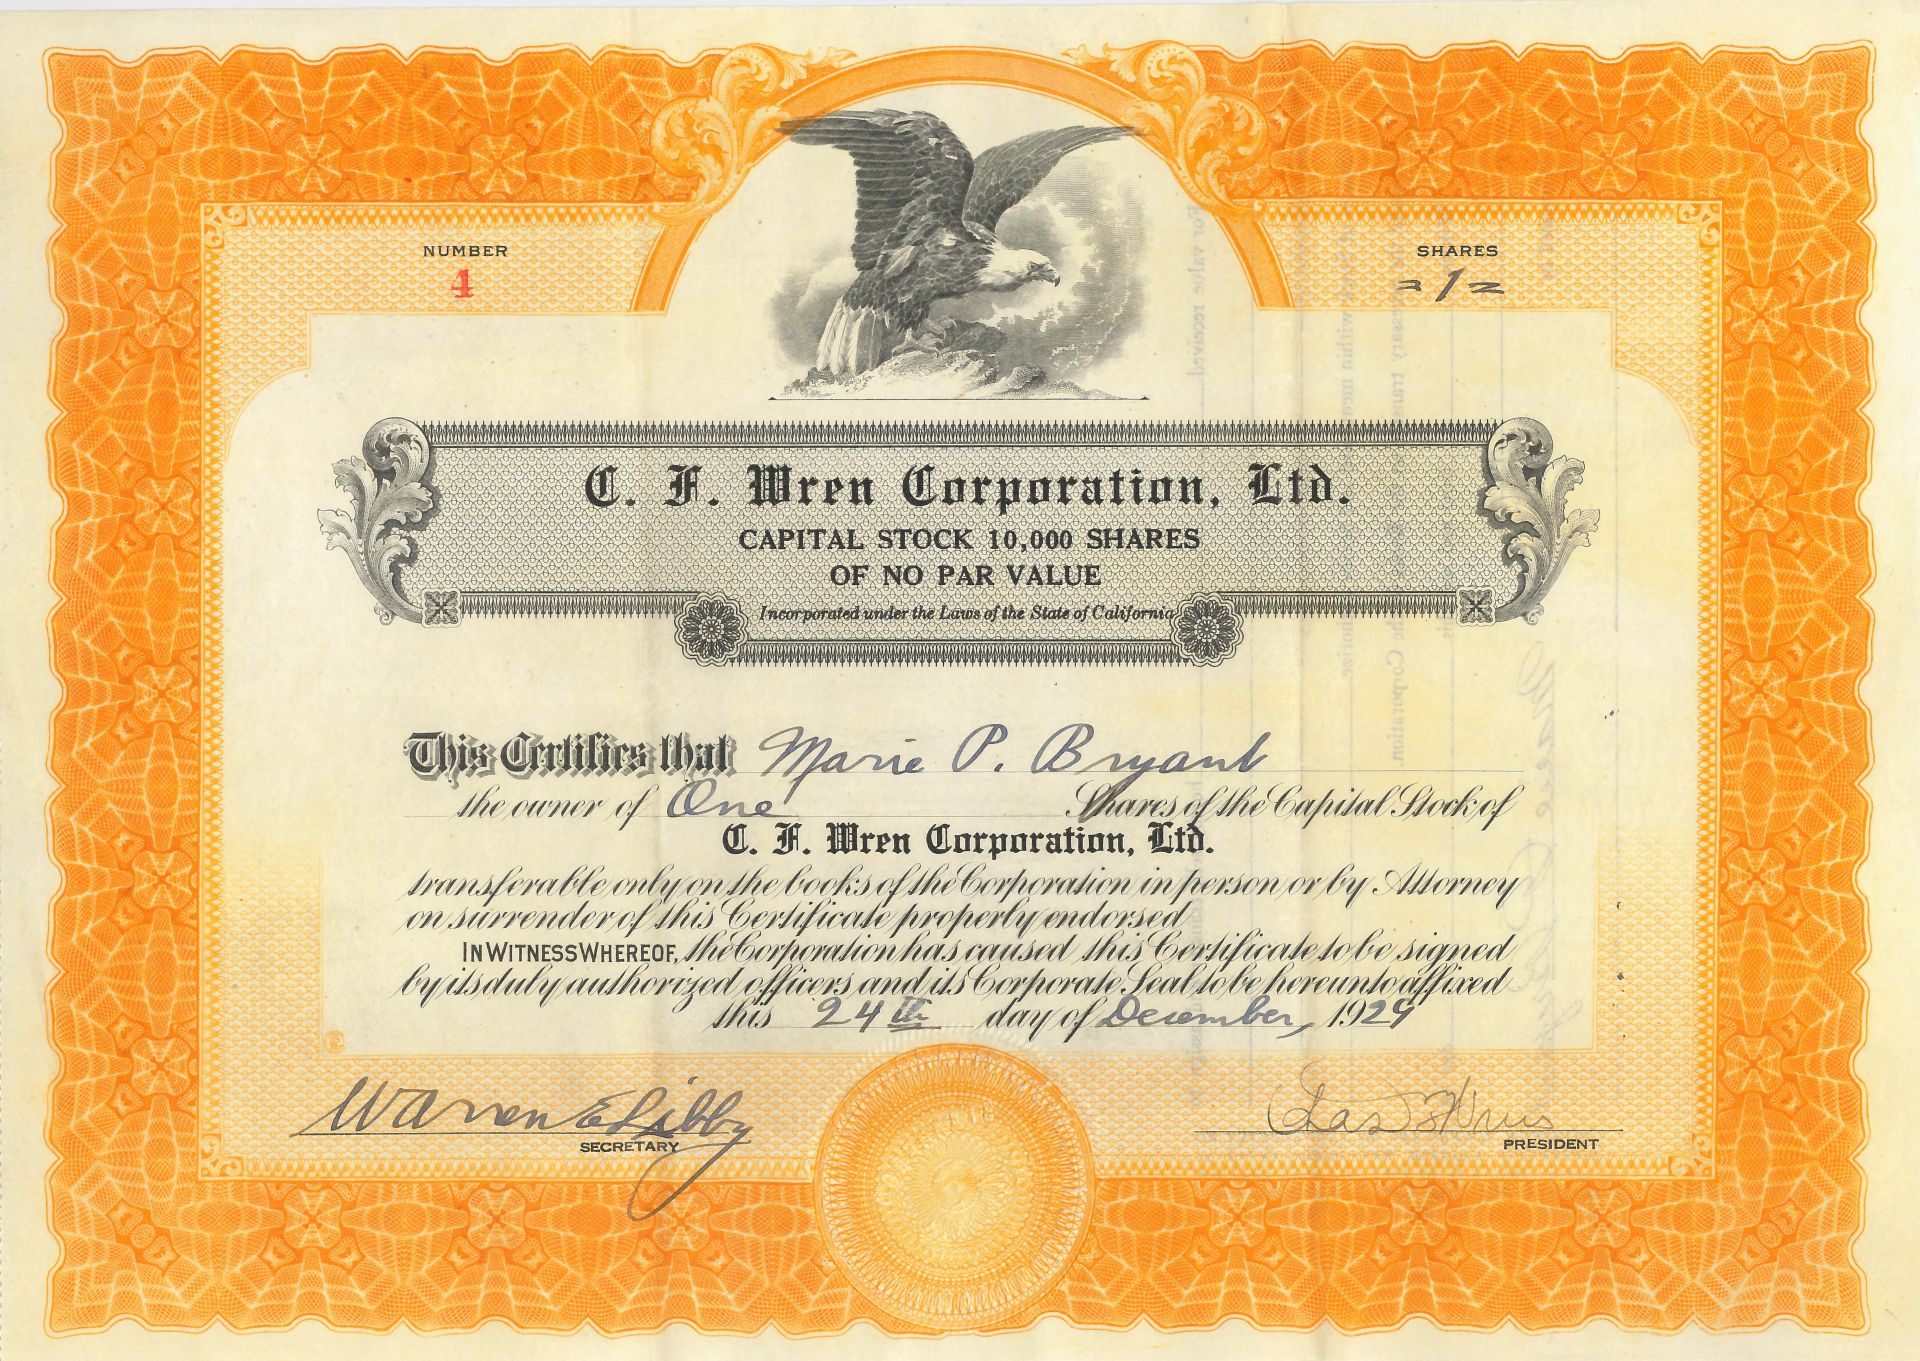 NUMBER
4
SHARES
= 1 =
C. F. Wren Corporation, Ltd.
CAPITAL STOCK 10,000 SHARES
OF NO PAR VALUE
Incorporated under the Laws of the State of California
This Certifies that Marie P. Bryant
the owner of One Shares of the Capital Stock of
C. F. Wren Corporation, Ltd.
transferable only on the books of the Corporation in person or by Attorney
on surrender of this Certificate properly endorsed
IN WITNESS WHEREOF, the Corporation has caused this Certificate to be signed
by its duly authorized officers and its Corporate Seal to be hereunto affixed
this 24th day of December, 1929
Warren E Libby
SECRETARY
Chas
PRESIDENT